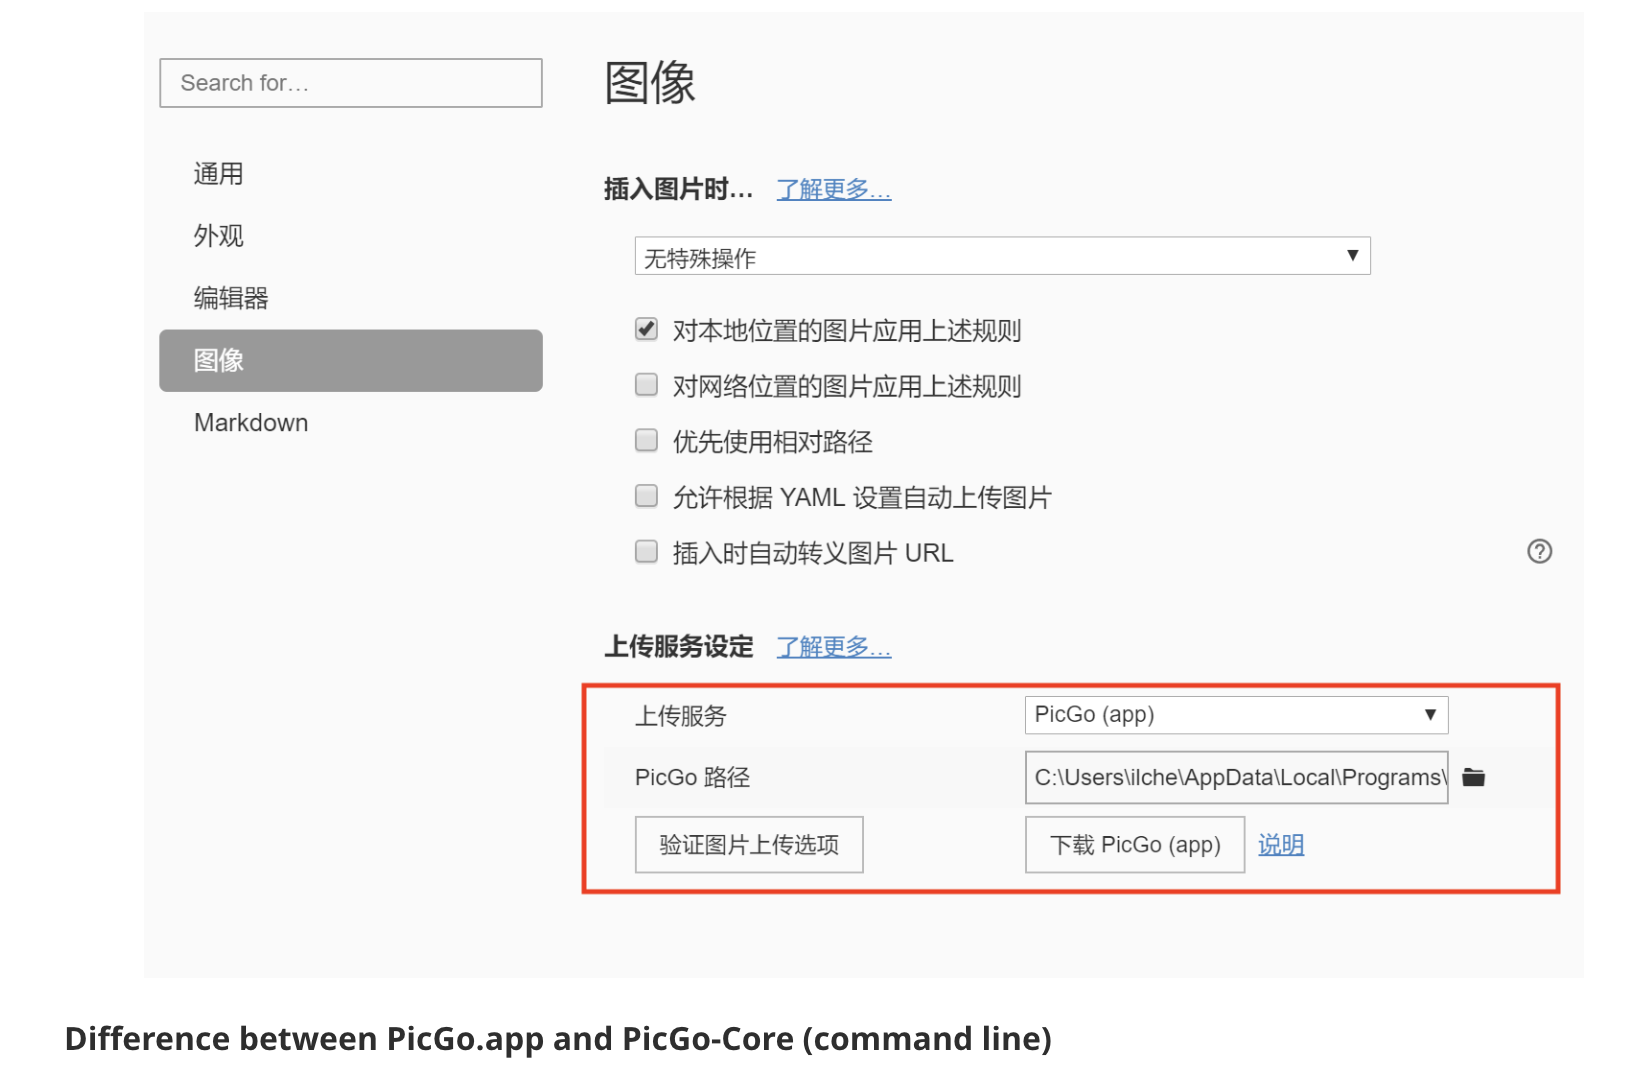 Search for…
通用
外观
编辑器
图像
Markdown
图像
插入图片时… 了解更多…
无特殊操作
对本地位置的图片应用上述规则
对网络位置的图片应用上述规则
优先使用相对路径
允许根据 YAML 设置自动上传图片
插入时自动转义图片 URL
上传服务设定 了解更多…
上传服务 PicGo (app)
PicGo 路径 C:\Users\ilche\AppData\Local\Programs\
验证图片上传选项 下载 PicGo (app) 说明
Difference between PicGo.app and PicGo-Core (command line)